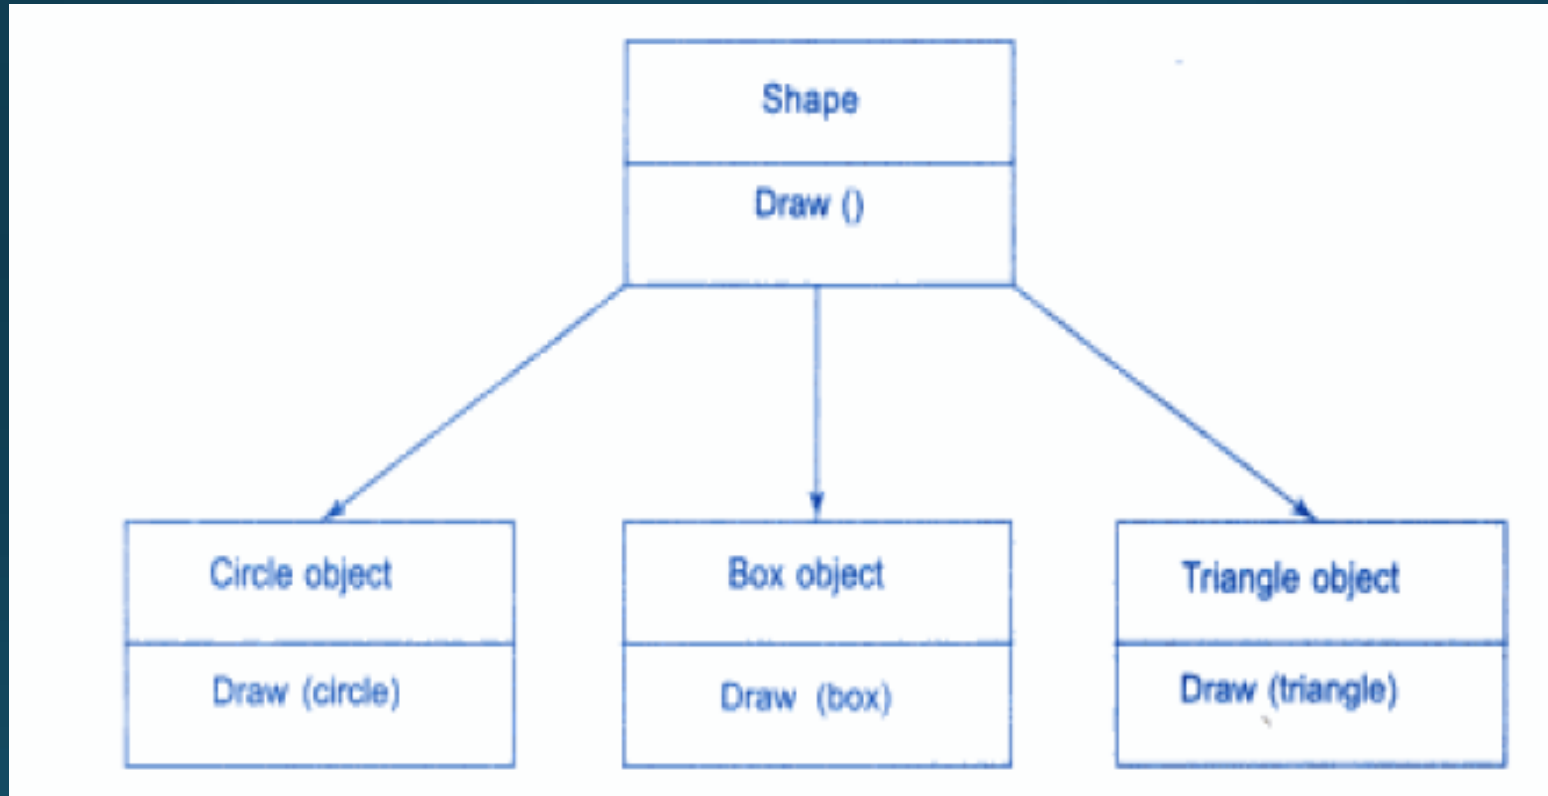 Shape
Draw ()
Circle object
Draw (circle)
Box object
Draw (box)
Triangle object
Draw (triangle)